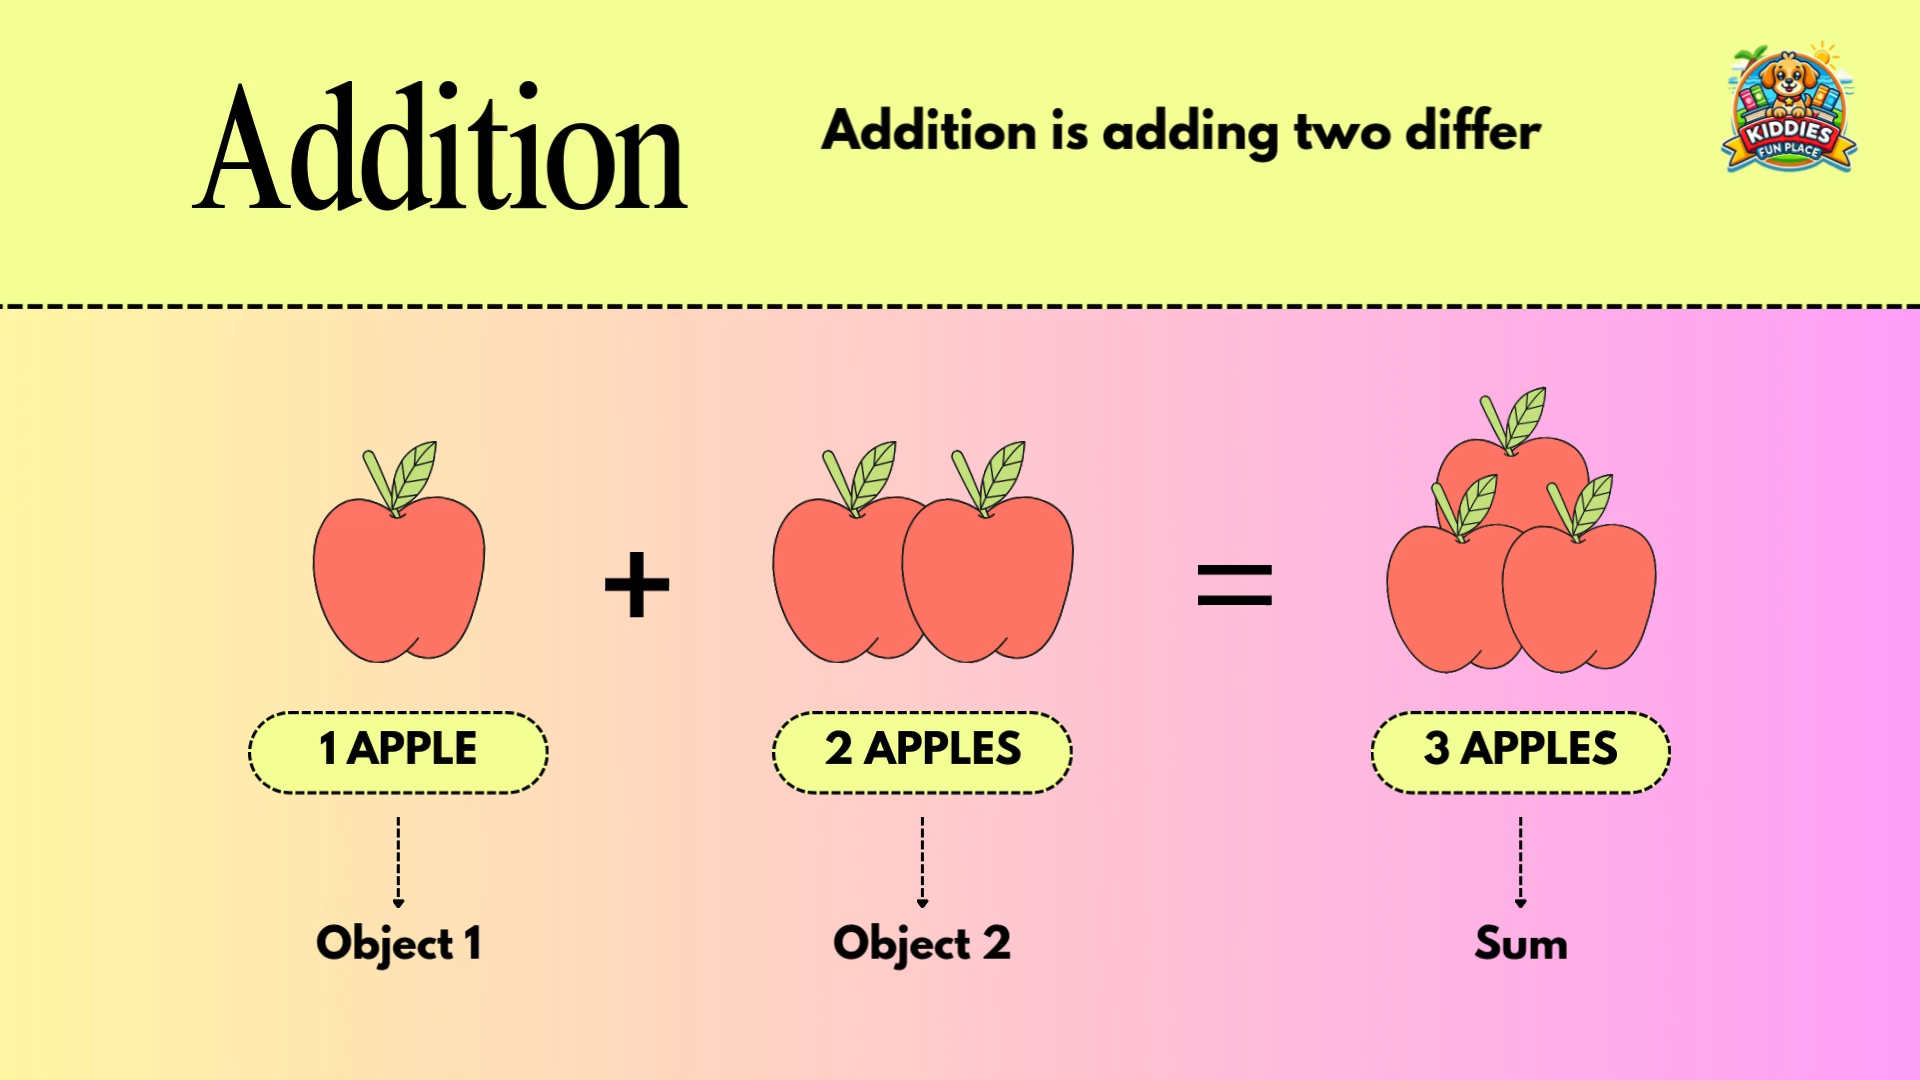 Addition
Addition is adding two differ
KIDDIES
FUN PLACE
+
=
1 APPLE
2 APPLES
3 APPLES
Object 1
Object 2
Sum